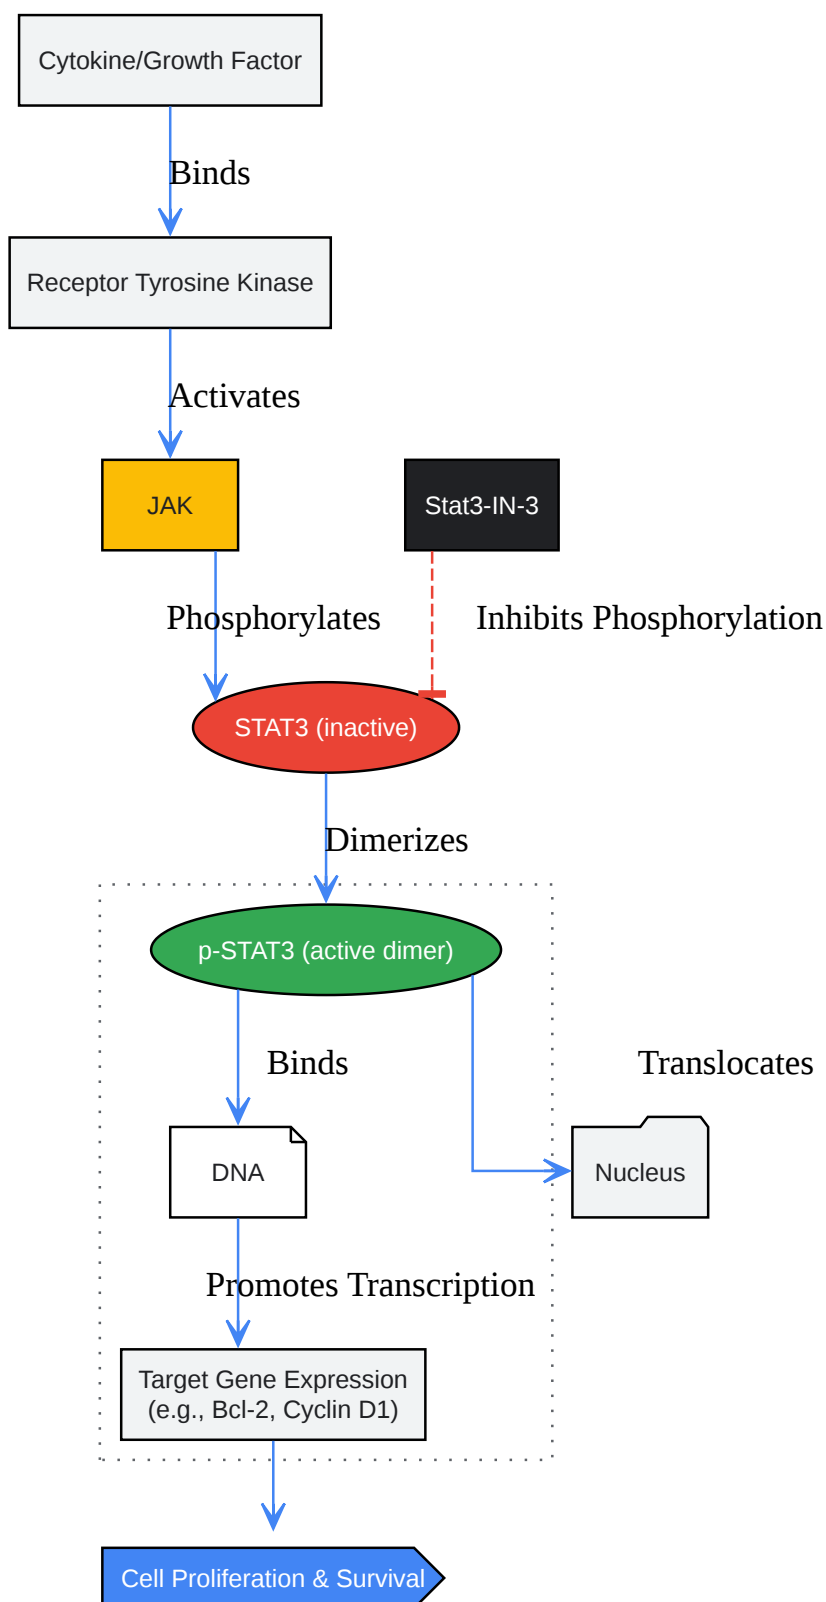 Cytokine/Growth Factor
Binds
Receptor Tyrosine Kinase
Activates
JAK
Stat3-IN-3
Phosphorylates
Inhibits Phosphorylation
STAT3 (inactive)
Dimerizes
p-STAT3 (active dimer)
Binds
Translocates
DNA
Nucleus
Promotes Transcription
Target Gene Expression
(e.g., Bcl-2, Cyclin D1)
Cell Proliferation & Survival